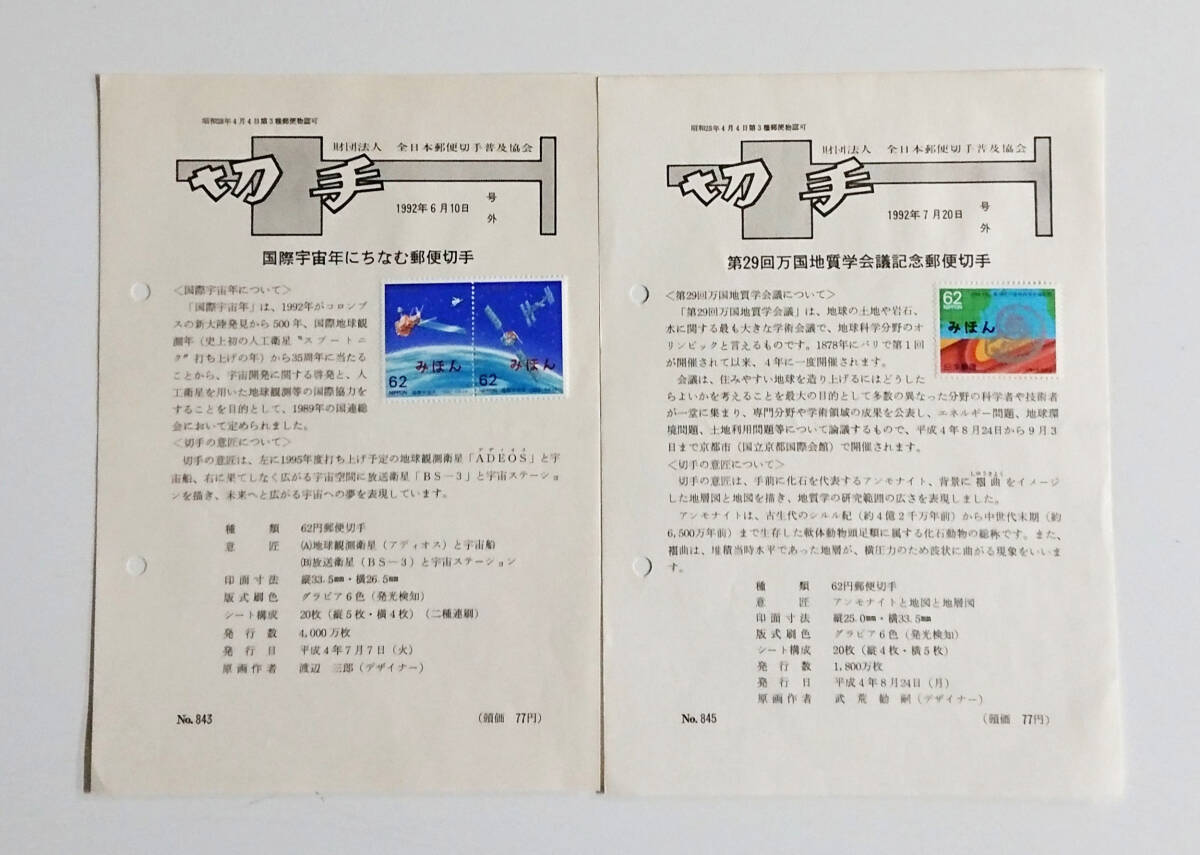 昭和28年4月4日第3種郵便物認可
財団法人 全日本郵便切手普及協会
切手
1992年6月10日
号外
国際宇宙年にちなむ郵便切手
<国際宇宙年について>
「国際宇宙年」は、1992年がコロンブ
スの新大陸発見から500年、国際地球観
測年(史上初の人工衛星〝スプートニ
ク〟打ち上げの年)から35周年に当たる
ことから、宇宙開発に関する啓発と、人
工衛星を用いた地球観測等の国際協力を
することを目的として、1989年の国連総
会において定められました。
みほん
みほん
62
NIPPON
62
NIPPON
<切手の意匠について>
切手の意匠は、左に1995年度打ち上げ予定の地球観測衛星「ADEOS」と宇
アディオス
宙船、右に果てしなく広がる宇宙空間に放送衛星「BS—3」と宇宙ステーショ
ンを描き、未来へと広がる宇宙への夢を表現しています。
種類 62円郵便切手
意匠 (A)地球観測衛星(アディオス)と宇宙船
(B)放送衛星(BS—3)と宇宙ステーション
印面寸法 縦33.5㎜・横26.5㎜
版式刷色 グラビア6色(発光検知)
シート構成 20枚(縦5枚・横4枚)(二種連刷)
発行数 4,000万枚
発行日 平成4年7月7日(火)
原画作者 渡辺 三郎(デザイナー)
No.843 (頒価 77円)
昭和28年4月4日第3種郵便物認可
財団法人 全日本郵便切手普及協会
切手
1992年7月20日
号外
第29回万国地質学会議記念郵便切手
<第29回万国地質学会議について>
「第29回万国地質学会議」は、地球の土地や岩石、
水に関する最も大きな学術会議で、地球科学分野のオ
リンピックと言えるものです。1878年にパリで第1回
が開催されて以来、4年に一度開催されます。
62
みほん
日本郵便
会議は、住みやすい地球を造り上げるにはどうした
らよいかを考えることを最大の目的として多数の異なった分野の科学者や技術者
が一堂に集まり、専門分野や学術領域の成果を公表し、エネルギー問題、地球環
境問題、土地利用問題等について論議するもので、平成4年8月24日から9月3
日まで京都市(国立京都国際会館)で開催されます。
<切手の意匠について>
しゅうきょく
切手の意匠は、手前に化石を代表するアンモナイト、背景に褶曲をイメージ
した地層図と地図を描き、地質学の研究範囲の広さを表現しました。
アンモナイトは、古生代のシルル紀(約4億2千万年前)から中世代末期(約
6,500万年前)まで生存した軟体動物頭足類に属する化石動物の総称です。また、
褶曲は、堆積当時水平であった地層が、横圧力のため波状に曲がる現象をいいま
す。
種類 62円郵便切手
意匠 アンモナイトと地図と地層図
印面寸法 縦25.0㎜・横33.5㎜
版式刷色 グラビア6色(発光検知)
シート構成 20枚(縦4枚・横5枚)
発行数 1,800万枚
発行日 平成4年8月24日(月)
原画作者 武荒 勧嗣(デザイナー)
No.845 (頒価 77円)